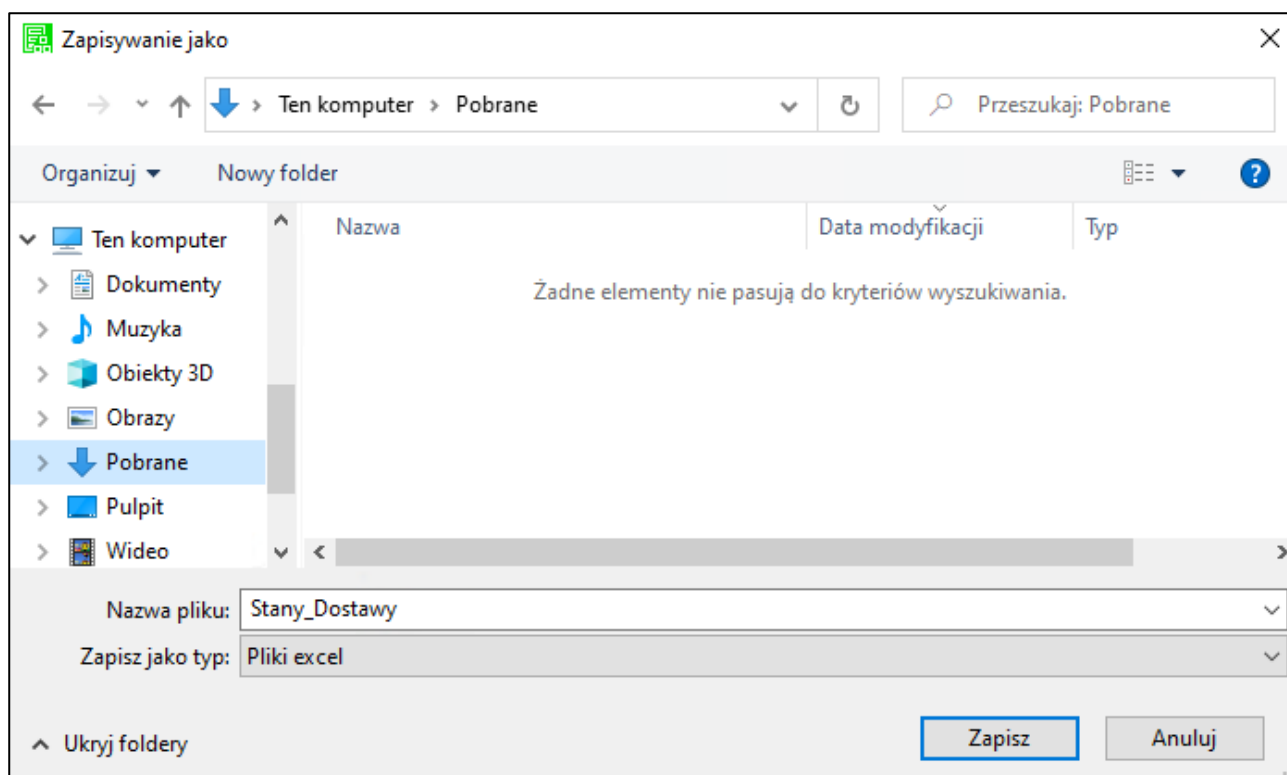 Zapisywanie jako
Ten komputer > Pobrane
Przeszukaj: Pobrane
Organizuj
Nowy folder
Ten komputer
Dokumenty
Muzyka
Obiekty 3D
Obrazy
Pobrane
Pulpit
Wideo
Nazwa
Data modyfikacji
Typ
Żadne elementy nie pasują do kryteriów wyszukiwania.
Nazwa pliku: Stany_Dostawy
Zapisz jako typ: Pliki excel
Ukryj foldery
Zapisz
Anuluj